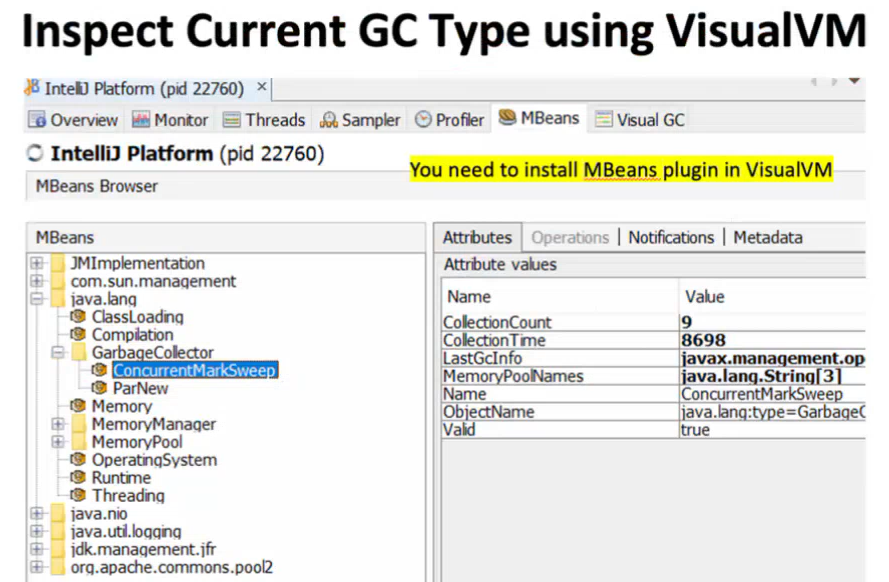 Inspect Current GC Type using VisualVM
IntelliJ Platform (pid 22760) ×
Overview Monitor Threads Sampler Profiler MBeans Visual GC
IntelliJ Platform (pid 22760)
You need to install MBeans plugin in VisualVM
MBeans Browser
MBeans
JMImplementation
com.sun.management
java.lang
ClassLoading
Compilation
GarbageCollector
ConcurrentMarkSweep
ParNew
Memory
MemoryManager
MemoryPool
OperatingSystem
Runtime
Threading
java.nio
java.util.logging
jdk.management.jfr
org.apache.commons.pool2
Attributes Operations Notifications Metadata
Attribute values
Name Value
CollectionCount 9
CollectionTime 8698
LastGcInfo javax.management.ope
MemoryPoolNames java.lang.String[3]
Name ConcurrentMarkSweep
ObjectName java.lang:type=GarbageC
Valid true